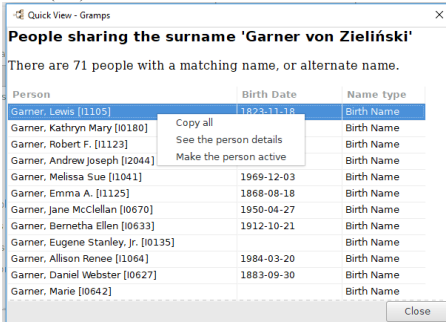 Quick View - Gramps
People sharing the surname 'Garner von Zieliński'
There are 71 people with a matching name, or alternate name.
Person Birth Date Name type
Garner, Lewis [I1105] 1823-11-18 Birth Name
Garner, Kathryn Mary [I0180] Birth Name
Garner, Robert F. [I1123] Birth Name
Garner, Andrew Joseph [I2044] Birth Name
Copy all
See the person details
Make the person active
Garner, Melissa Sue [I1041] 1969-12-03 Birth Name
Garner, Emma A. [I1125] 1868-08-18 Birth Name
Garner, Jane McClellan [I0670] 1950-04-27 Birth Name
Garner, Bernetha Ellen [I0633] 1912-10-21 Birth Name
Garner, Eugene Stanley, Jr. [I0135] Birth Name
Garner, Allison Renee [I1064] 1984-03-20 Birth Name
Garner, Daniel Webster [I0627] 1883-09-30 Birth Name
Garner, Marie [I0642] Birth Name
Close